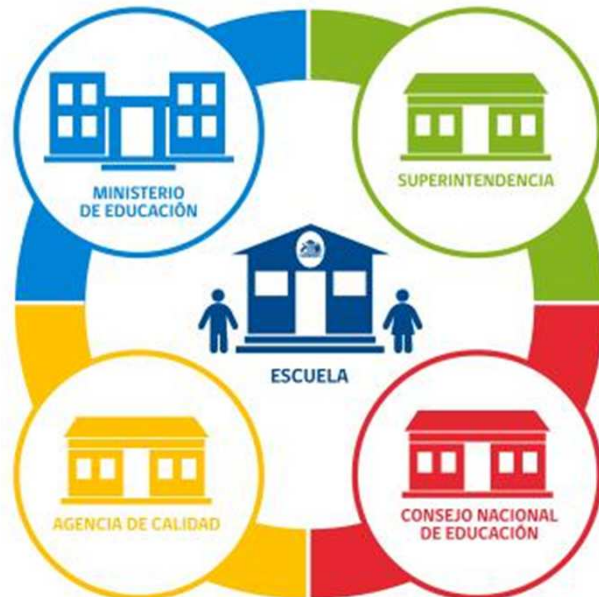 MINISTERIO
DE EDUCACIÓN
SUPERINTENDENCIA
ESCUELA
AGENCIA DE CALIDAD
CONSEJO NACIONAL
DE EDUCACIÓN